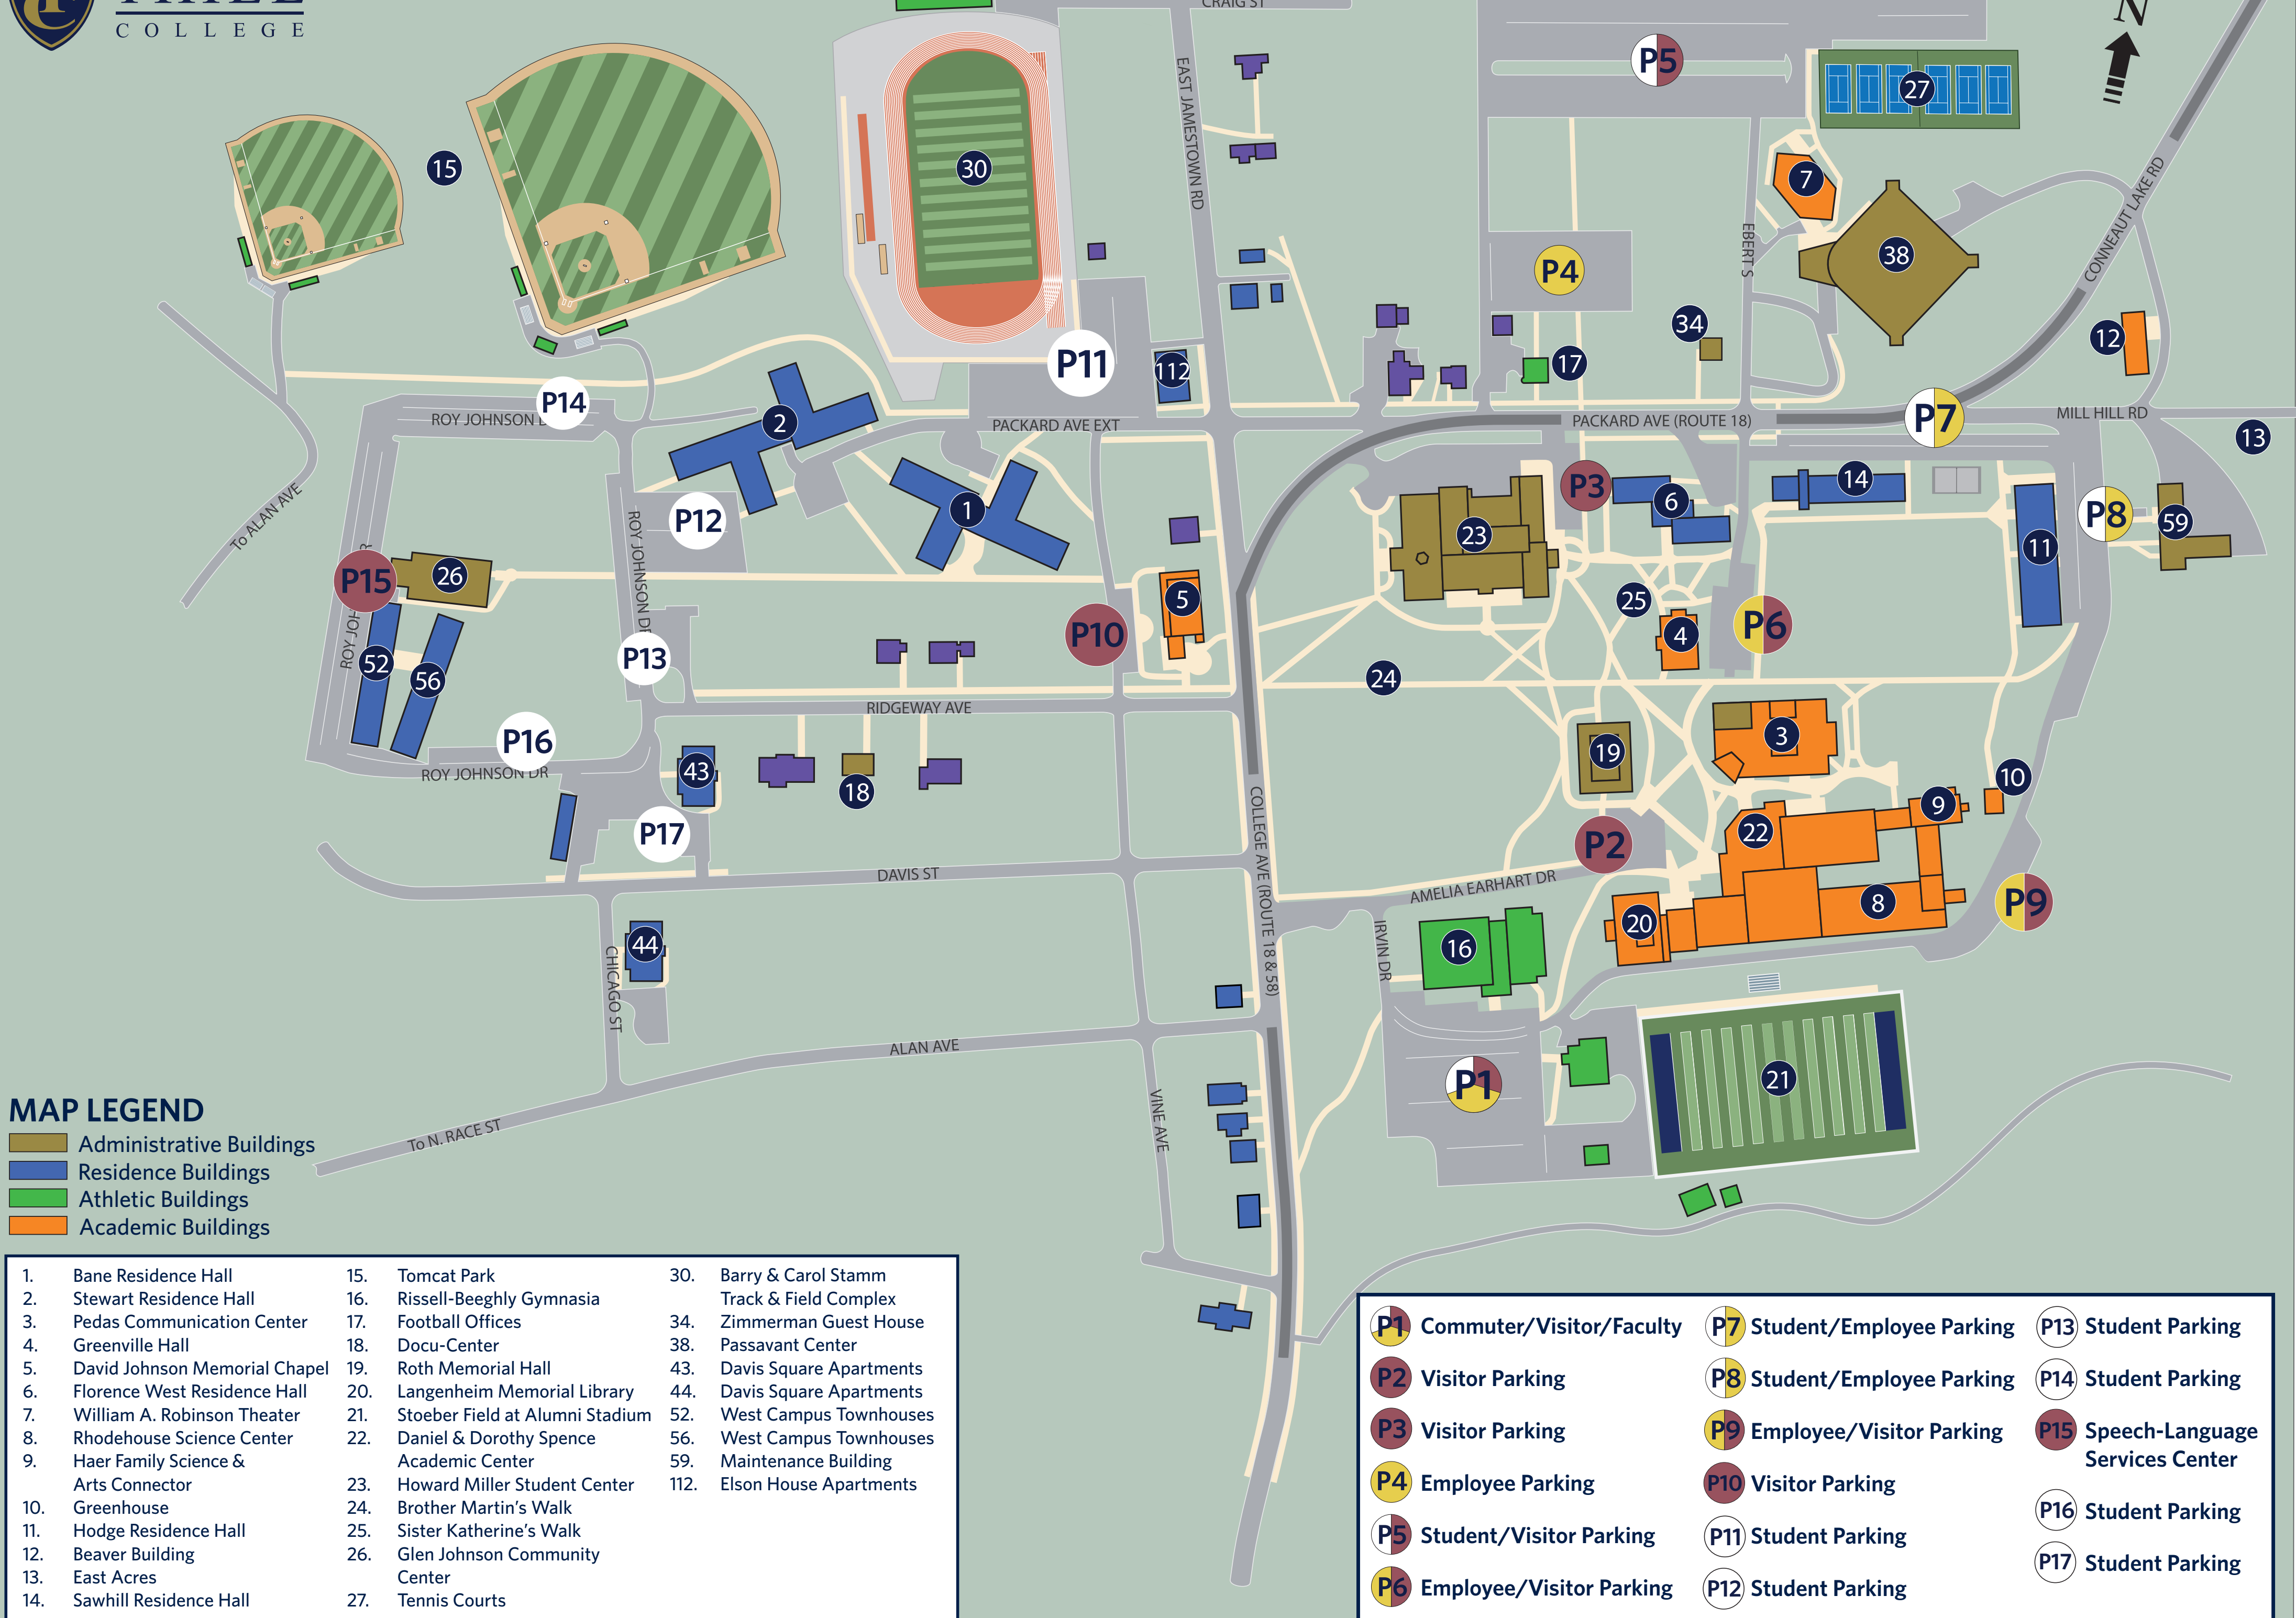 COLLEGE
CRAIG ST
N
P5
27
EAST JAMESTOWN RD
15
30
7
EBERT S
38
CONNEAUT LAKE RD
P4
34
12
P11
112
17
P14
ROY JOHNSON D
2
PACKARD AVE EXT
PACKARD AVE (ROUTE 18)
P7
MILL HILL RD
13
To ALAN AVE
P12
1
P3
6
14
P8
59
23
11
ROY JOHNSON DR
P15
26
R
ROY JOH
5
25
P10
4
P6
52
56
P13
24
RIDGEWAY AVE
P16
ROY JOHNSON DR
43
18
19
3
10
9
P17
22
P2
COLLEGE AVE (ROUTE 18 & 58)
DAVIS ST
AMELIA EARHART DR
8
P9
20
44
16
IRVIN DR
CHICAGO ST
ALAN AVE
P1
21
VINE AVE
To N. RACE ST
MAP LEGEND
Administrative Buildings
Residence Buildings
Athletic Buildings
Academic Buildings
1. Bane Residence Hall
2. Stewart Residence Hall
3. Pedas Communication Center
4. Greenville Hall
5. David Johnson Memorial Chapel
6. Florence West Residence Hall
7. William A. Robinson Theater
8. Rhodehouse Science Center
9. Haer Family Science &
Arts Connector
10. Greenhouse
11. Hodge Residence Hall
12. Beaver Building
13. East Acres
14. Sawhill Residence Hall
15. Tomcat Park
16. Rissell-Beeghly Gymnasia
17. Football Offices
18. Docu-Center
19. Roth Memorial Hall
20. Langenheim Memorial Library
21. Stoeber Field at Alumni Stadium
22. Daniel & Dorothy Spence
Academic Center
23. Howard Miller Student Center
24. Brother Martin's Walk
25. Sister Katherine's Walk
26. Glen Johnson Community
Center
27. Tennis Courts
30. Barry & Carol Stamm
Track & Field Complex
34. Zimmerman Guest House
38. Passavant Center
43. Davis Square Apartments
44. Davis Square Apartments
52. West Campus Townhouses
56. West Campus Townhouses
59. Maintenance Building
112. Elson House Apartments
P1 Commuter/Visitor/Faculty
P2 Visitor Parking
P3 Visitor Parking
P4 Employee Parking
P5 Student/Visitor Parking
P6 Employee/Visitor Parking
P7 Student/Employee Parking
P8 Student/Employee Parking
P9 Employee/Visitor Parking
P10 Visitor Parking
P11 Student Parking
P12 Student Parking
P13 Student Parking
P14 Student Parking
P15 Speech-Language
Services Center
P16 Student Parking
P17 Student Parking